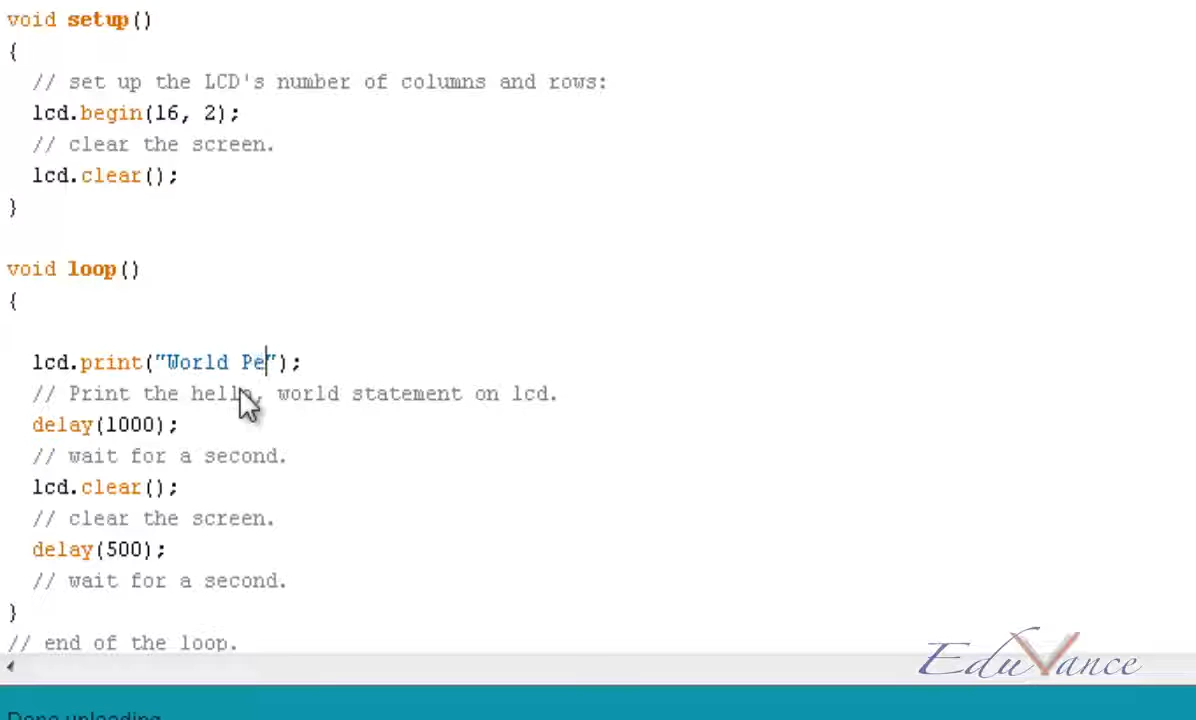 void setup()
{
// set up the LCD's number of columns and rows:
lcd.begin(16, 2);
// clear the screen.
lcd.clear();
}
void loop()
{
lcd.print("World Pe");
// Print the hello, world statement on lcd.
delay(1000);
// wait for a second.
lcd.clear();
// clear the screen.
delay(500);
// wait for a second.
}
// end of the loop.
EduVance
Done uploading